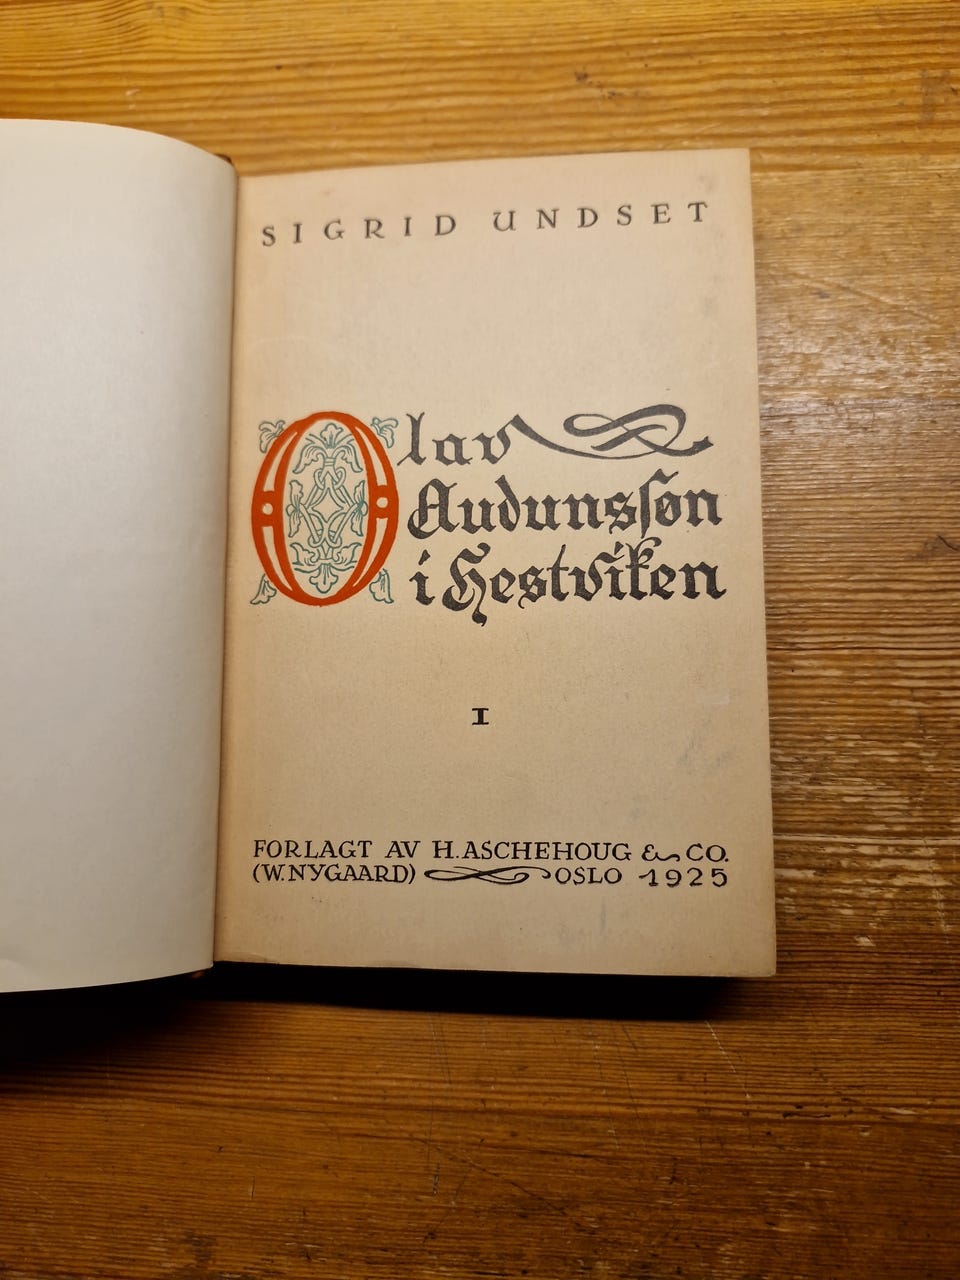 SIGRID UNDSET
Olav
Audunssøn
i Hestviken
I
FORLAGT AV H. ASCHEHOUG & CO.
(W. NYGAARD) OSLO 1925